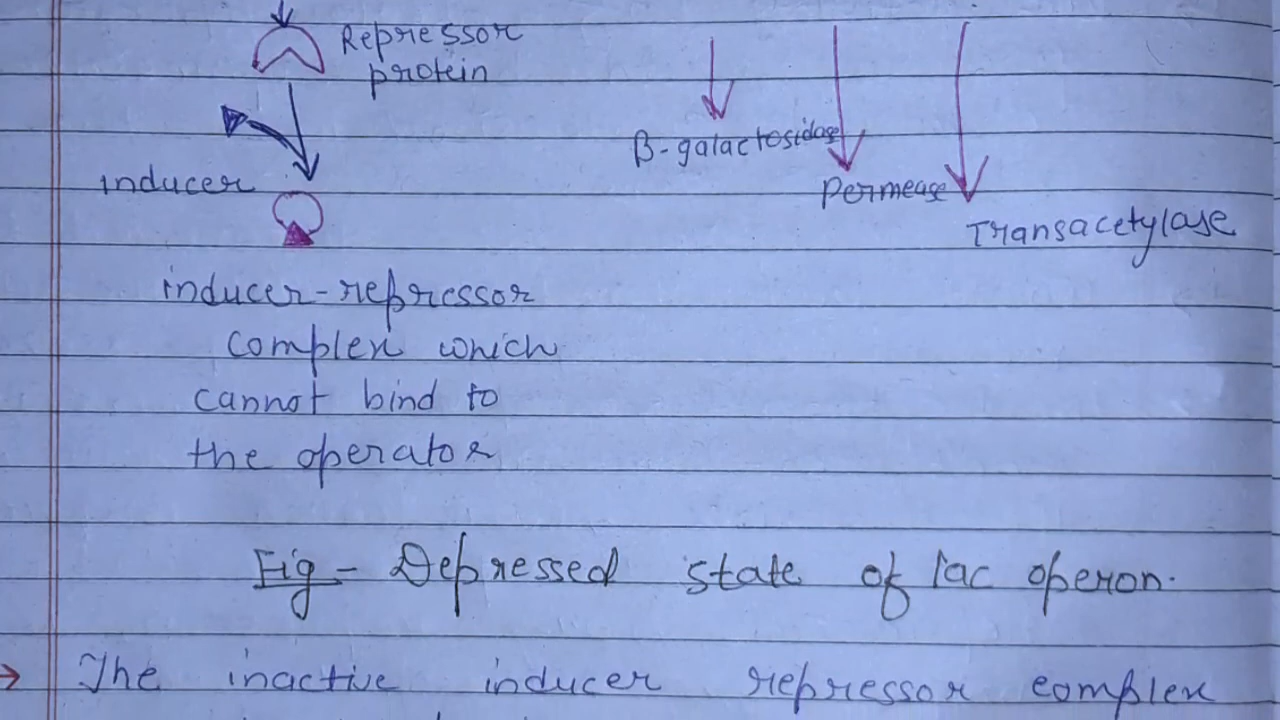 Repressor
protein
β-galactosidase
inducer
Permease
Transacetylase
inducer-repressor
complex which
cannot bind to
the operator
Fig - Depressed state of lac operon.
→ The inactive inducer repressor complex